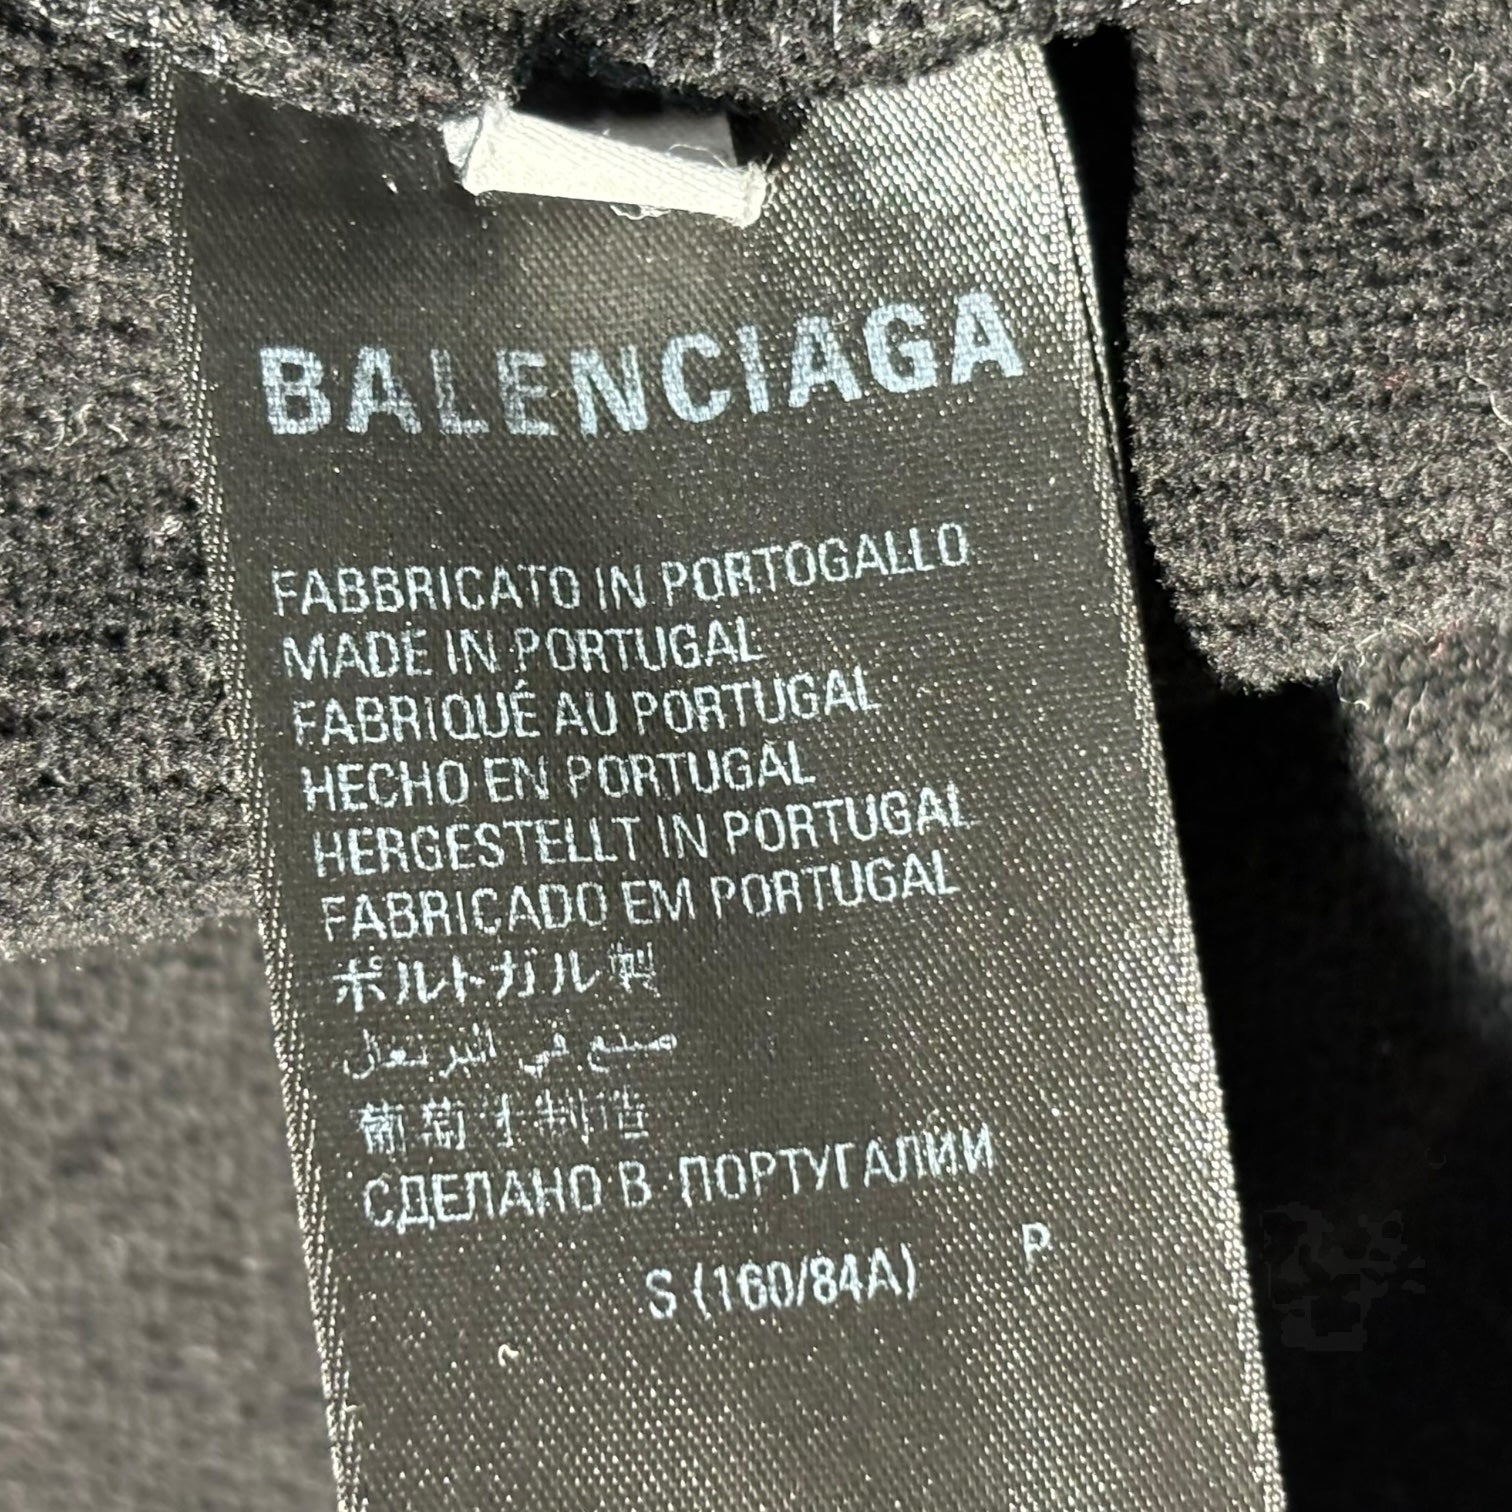 BALENCIAGA
FABBRICATO IN PORTOGALLO
MADE IN PORTUGAL
FABRIQUÉ AU PORTUGAL
HECHO EN PORTUGAL
HERGESTELLT IN PORTUGAL
FABRICADO EM PORTUGAL
ポルトガル製
صنع في البرتغال
葡萄牙制造
СДЕЛАНО В ПОРТУГАЛИИ
S (160/84A) P